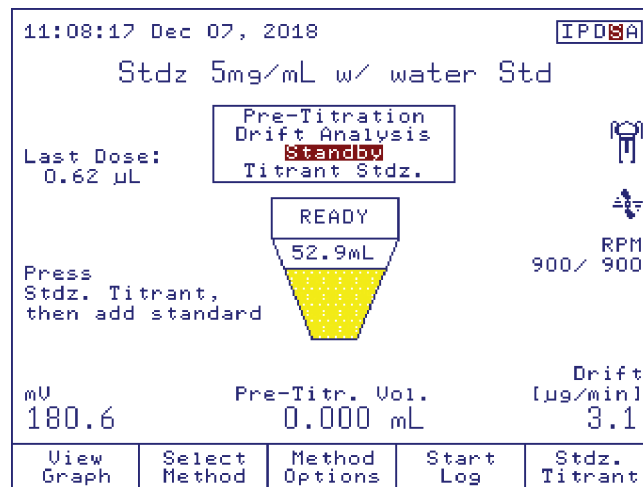 11:08:17 Dec 07, 2018
IPDSA
Stdz 5mg/mL w/ water Std
Pre-Titration
Drift Analysis
Standby
Titrant Stdz.
Last Dose:
0.62 µL
READY
52.9mL
RPM
900/ 900
Press
Stdz. Titrant,
then add standard
mV
180.6
Pre-Titr. Vol.
0.000 mL
Drift
[µg/min]
3.1
View
Graph
Select
Method
Method
Options
Start
Log
Stdz.
Titrant